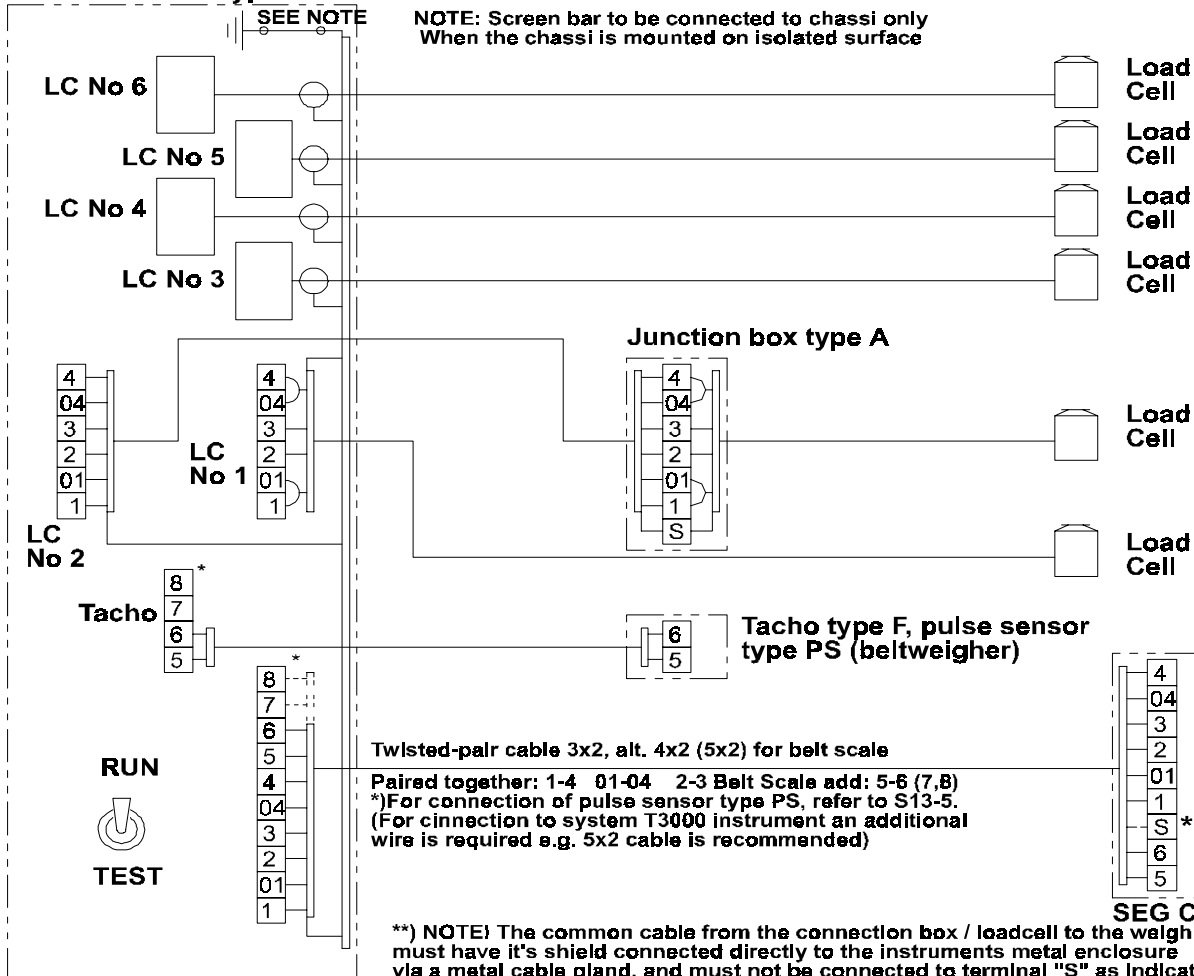 SEE NOTE
NOTE: Screen bar to be connected to chassi only
When the chassi is mounted on isolated surface
LC No 6
Load
Cell
LC No 5
Load
Cell
LC No 4
Load
Cell
LC No 3
Load
Cell
Junction box type A
4
04
3
2
01
1
LC
No 2
LC
No 1
4
04
3
2
01
1
4
04
3
2
01
1
S
Load
Cell
Load
Cell
Tacho
8 *
7
6
5
6
5
Tacho type F, pulse sensor
type PS (beltweigher)
*
8
7
6
5
4
04
3
2
01
1
RUN
TEST
Twisted-pair cable 3x2, alt. 4x2 (5x2) for belt scale
Paired together: 1-4 01-04 2-3 Belt Scale add: 5-6 (7,8)
*)For connection of pulse sensor type PS, refer to S13-5.
(For cinnection to system T3000 instrument an additional
wire is required e.g. 5x2 cable is recommended)
4
04
3
2
01
1
S *
6
5
SEG
**) NOTE! The common cable from the connection box / loadcell to the weigh
must have it's shield connected directly to the instruments metal enclosure
via a metal cable gland, and must not be connected to terminal "S" as